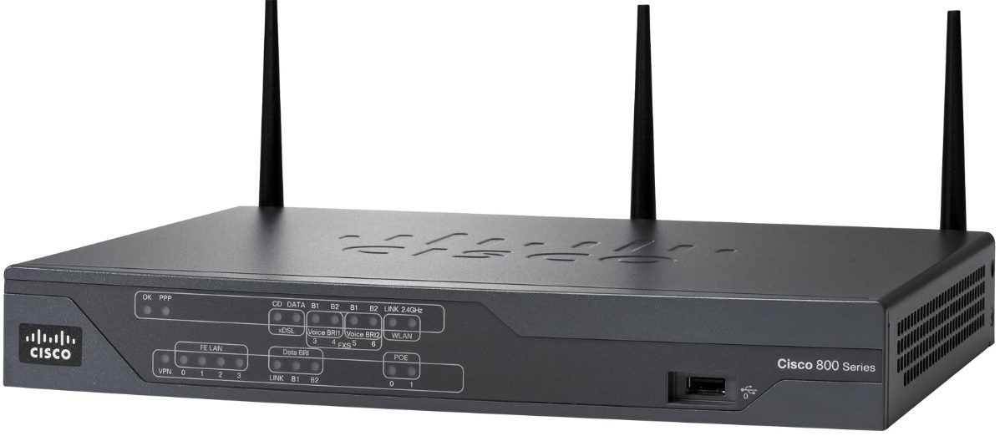 CISCO
OK PPP
CD DATA B1 B2 B1 B2 LINK 2.4GHz
xDSL Voice BRI1 Voice BRI2 WLAN
3 4 FXS 5 6
FE LAN Data BRI POE
VPN 0 1 2 3 LINK B1 B2 0 1
CISCO
Cisco 800 Series
0